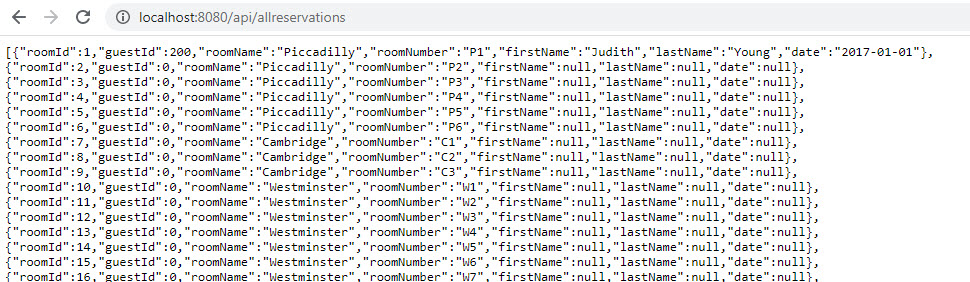 localhost:8080/api/allreservations
[{"roomId":1,"guestId":200,"roomName":"Piccadilly","roomNumber":"P1","firstName":"Judith","lastName":"Young","date":"2017-01-01"},
{"roomId":2,"guestId":0,"roomName":"Piccadilly","roomNumber":"P2","firstName":null,"lastName":null,"date":null},
{"roomId":3,"guestId":0,"roomName":"Piccadilly","roomNumber":"P3","firstName":null,"lastName":null,"date":null},
{"roomId":4,"guestId":0,"roomName":"Piccadilly","roomNumber":"P4","firstName":null,"lastName":null,"date":null},
{"roomId":5,"guestId":0,"roomName":"Piccadilly","roomNumber":"P5","firstName":null,"lastName":null,"date":null},
{"roomId":6,"guestId":0,"roomName":"Piccadilly","roomNumber":"P6","firstName":null,"lastName":null,"date":null},
{"roomId":7,"guestId":0,"roomName":"Cambridge","roomNumber":"C1","firstName":null,"lastName":null,"date":null},
{"roomId":8,"guestId":0,"roomName":"Cambridge","roomNumber":"C2","firstName":null,"lastName":null,"date":null},
{"roomId":9,"guestId":0,"roomName":"Cambridge","roomNumber":"C3","firstName":null,"lastName":null,"date":null},
{"roomId":10,"guestId":0,"roomName":"Westminster","roomNumber":"W1","firstName":null,"lastName":null,"date":null},
{"roomId":11,"guestId":0,"roomName":"Westminster","roomNumber":"W2","firstName":null,"lastName":null,"date":null},
{"roomId":12,"guestId":0,"roomName":"Westminster","roomNumber":"W3","firstName":null,"lastName":null,"date":null},
{"roomId":13,"guestId":0,"roomName":"Westminster","roomNumber":"W4","firstName":null,"lastName":null,"date":null},
{"roomId":14,"guestId":0,"roomName":"Westminster","roomNumber":"W5","firstName":null,"lastName":null,"date":null},
{"roomId":15,"guestId":0,"roomName":"Westminster","roomNumber":"W6","firstName":null,"lastName":null,"date":null},
{"roomId":16,"guestId":0,"roomName":"Westminster","roomNumber":"W7","firstName":null,"lastName":null,"date":null},